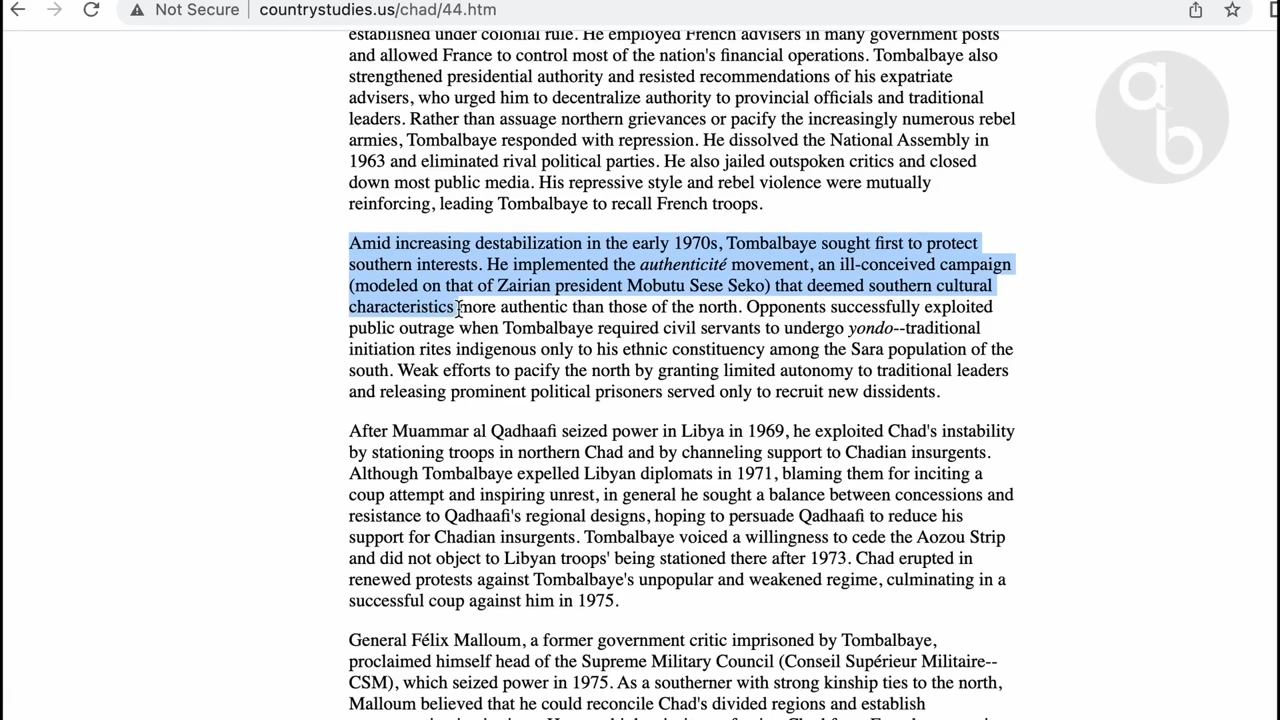 Not Secure | countrystudies.us/chad/44.htm
established under colonial rule. He employed French advisers in many government posts
and allowed France to control most of the nation's financial operations. Tombalbaye also
strengthened presidential authority and resisted recommendations of his expatriate
advisers, who urged him to decentralize authority to provincial officials and traditional
leaders. Rather than assuage northern grievances or pacify the increasingly numerous rebel
armies, Tombalbaye responded with repression. He dissolved the National Assembly in
1963 and eliminated rival political parties. He also jailed outspoken critics and closed
down most public media. His repressive style and rebel violence were mutually
reinforcing, leading Tombalbaye to recall French troops.
Amid increasing destabilization in the early 1970s, Tombalbaye sought first to protect
southern interests. He implemented the authenticité movement, an ill-conceived campaign
(modeled on that of Zairian president Mobutu Sese Seko) that deemed southern cultural
characteristics more authentic than those of the north. Opponents successfully exploited
public outrage when Tombalbaye required civil servants to undergo yondo--traditional
initiation rites indigenous only to his ethnic constituency among the Sara population of the
south. Weak efforts to pacify the north by granting limited autonomy to traditional leaders
and releasing prominent political prisoners served only to recruit new dissidents.
After Muammar al Qadhaafi seized power in Libya in 1969, he exploited Chad's instability
by stationing troops in northern Chad and by channeling support to Chadian insurgents.
Although Tombalbaye expelled Libyan diplomats in 1971, blaming them for inciting a
coup attempt and inspiring unrest, in general he sought a balance between concessions and
resistance to Qadhaafi's regional designs, hoping to persuade Qadhaafi to reduce his
support for Chadian insurgents. Tombalbaye voiced a willingness to cede the Aozou Strip
and did not object to Libyan troops' being stationed there after 1973. Chad erupted in
renewed protests against Tombalbaye's unpopular and weakened regime, culminating in a
successful coup against him in 1975.
General Félix Malloum, a former government critic imprisoned by Tombalbaye,
proclaimed himself head of the Supreme Military Council (Conseil Supérieur Militaire--
CSM), which seized power in 1975. As a southerner with strong kinship ties to the north,
Malloum believed that he could reconcile Chad's divided regions and establish
ab